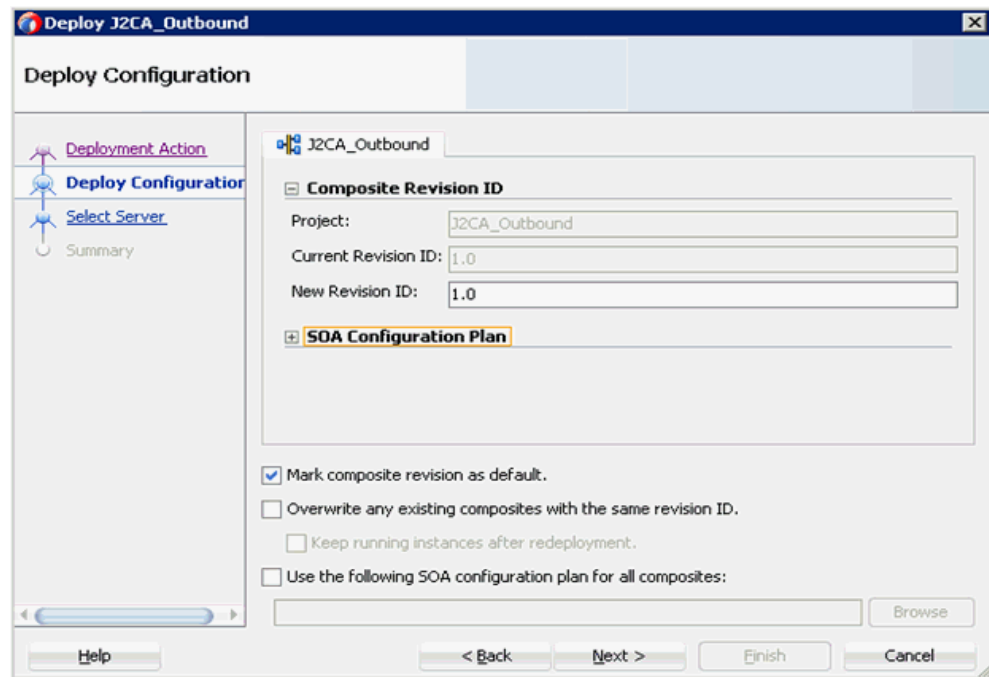 Deploy J2CA_Outbound
Deploy Configuration
Deployment Action
Deploy Configuration
Select Server
Summary
J2CA_Outbound
Composite Revision ID
Project: J2CA_Outbound
Current Revision ID: 1.0
New Revision ID: 1.0
SOA Configuration Plan
Mark composite revision as default.
Overwrite any existing composites with the same revision ID.
Keep running instances after redeployment.
Use the following SOA configuration plan for all composites:
Browse
Help < Back Next > Finish Cancel